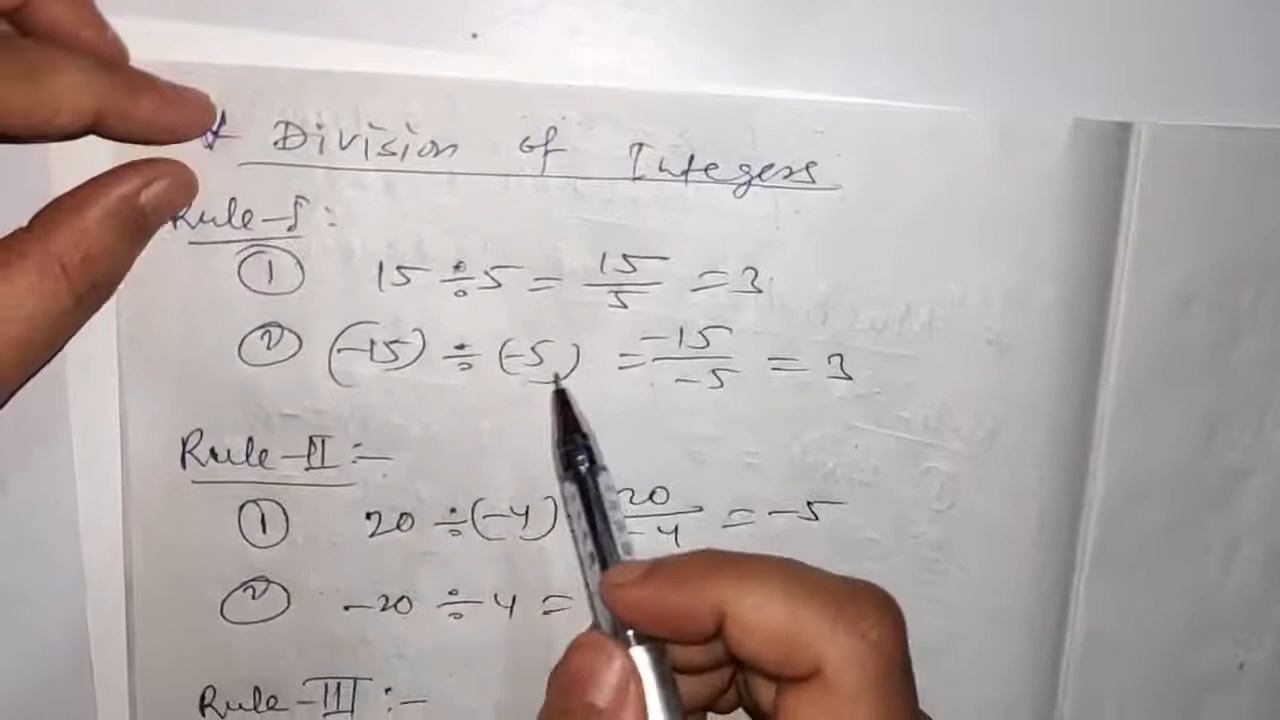 * Division of Integers
Rule-I:
① 15 ÷ 5 = 15/5 = 3
② (-15) ÷ (-5) = -15/-5 = 3
Rule-II :-
① 20 ÷ (-4) 20/-4 = -5
② -20 ÷ 4 =
Rule-III :-